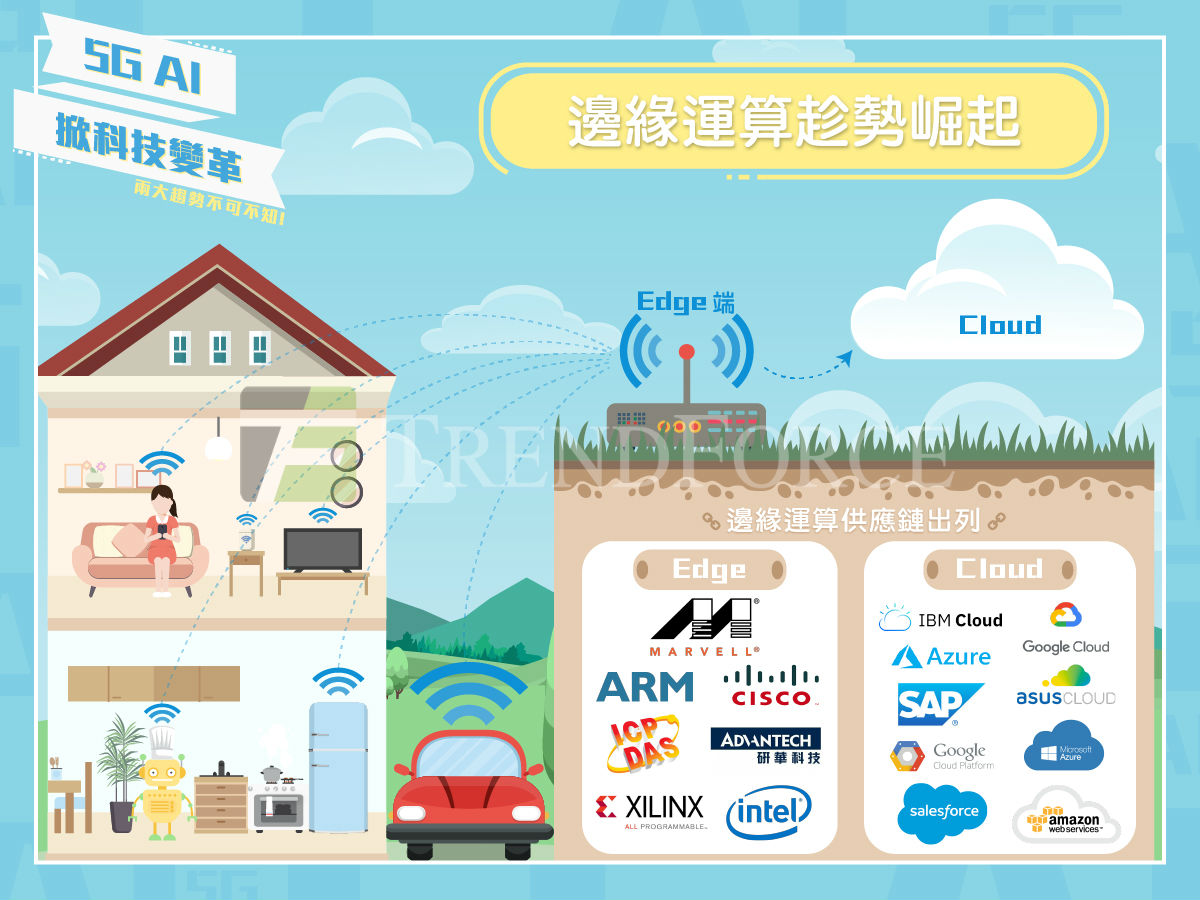 5G AI
掀科技變革
兩大趨勢不可不知!
邊緣運算趁勢崛起
Edge 端
Cloud
TRENDFORCE
邊緣運算供應鏈出列
Edge
MARVELL®
ARM
CISCO
ICP DAS
ADVANTECH
研華科技
XILINX
ALL PROGRAMMABLE™
intel®
Cloud
IBM Cloud
Google Cloud
Azure
ASUSCLOUD
SAP®
Google
Cloud Platform
Microsoft
Azure
salesforce
amazon
web services™
5G